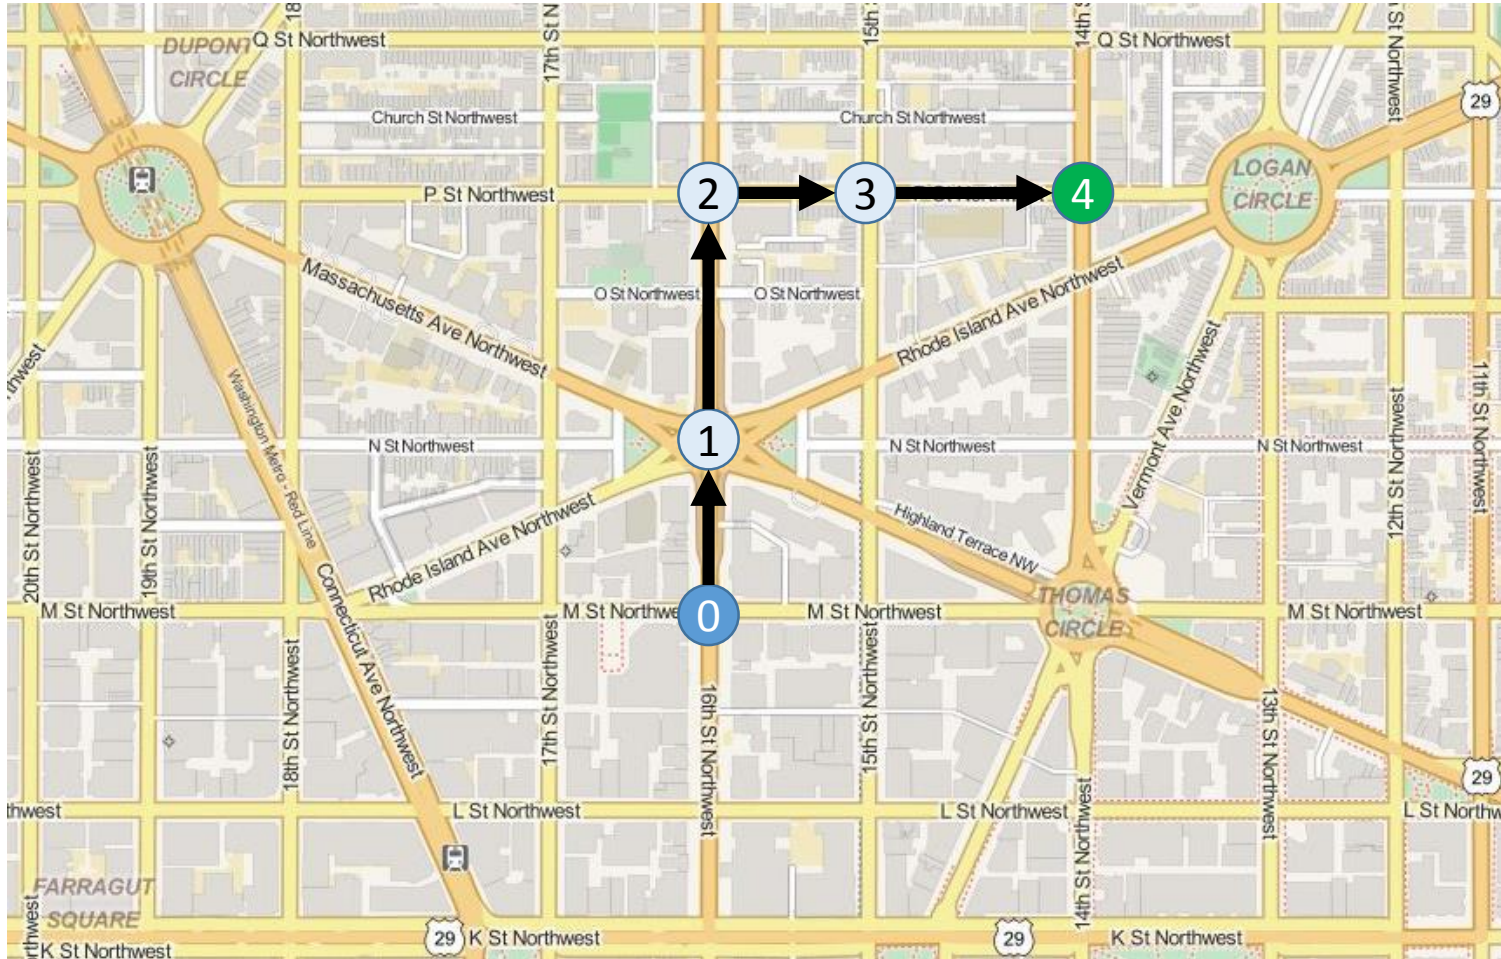 18
17th St N
15th S
14th S
DUPONT
CIRCLE
Q St Northwest
Q St Northwest
29
Church St Northwest
Church St Northwest
P St Northwest
2
3
4
LOGAN
CIRCLE
Massachusetts Ave Northwest
O St Northwest
O St Northwest
Rhode Island Ave Northwest
Vermont Ave Northwest
thwest
Washington Metro - Red Line
11th St Northwest
N St Northwest
1
N St Northwest
N St Northwest
20th St Northwest
19th St Northwest
12th St Northwest
Rhode Island Ave Northwest
Highland Terrace NW
M St Northwest
Connecticut Ave Northwest
M St Northwe
0
M St Northwest
THOMAS
CIRCLE
M St Northwest
18th St Northwest
17th St Northwest
16th St Northwest
15th St Northwest
14th St Northwest
13th St Northwest
29
thwest
L St Northwest
L St Northwest
L St Northw
FARRAGUT
SQUARE
thwest
K St Northwest
29
K St Northwest
29
K St Northwest